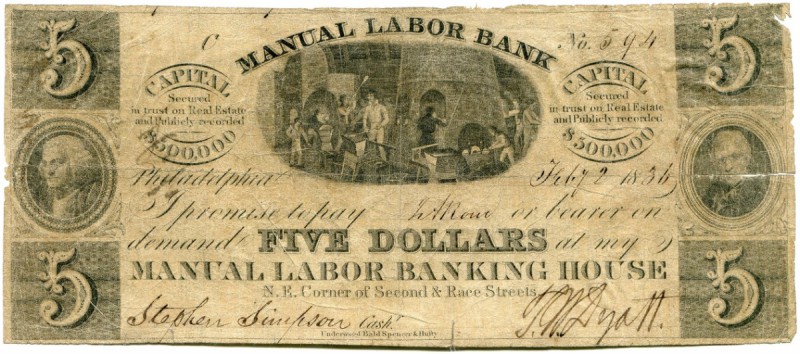 5 C MANUAL LABOR BANK No. 594 5
CAPITAL
Secured
in trust on Real Estate
and Publicly recorded
$500,000
CAPITAL
Secured
in trust on Real Estate
and Publicly recorded
$500,000
Philadelphia Feby 2 1836
I promise to pay or bearer on
demand FIVE DOLLARS at my
MANUAL LABOR BANKING HOUSE
N.E. Corner of Second & Race Streets
5 Stephen Simpson Cashr. T.W. Dyott. 5
Underwood Bald Spencer & Hufty